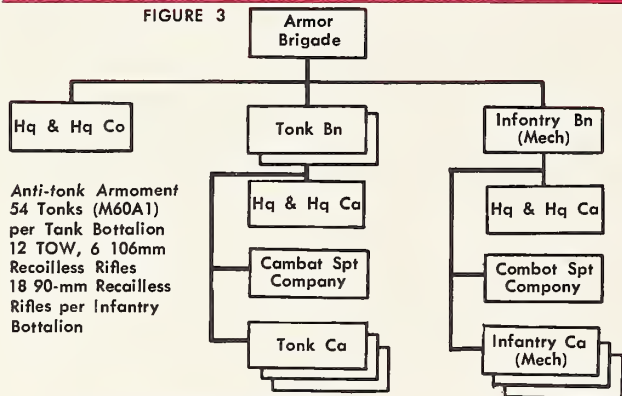 FIGURE 3
Armor
Brigade
Hq & Hq Co
Tonk Bn
Infontry Bn
(Mech)
Anti-tonk Armoment
54 Tonks (M60A1)
per Tank Bottalion
12 TOW, 6 106mm
Recoilless Rifles
18 90-mm Recailless
Rifles per Infantry
Bottalion
Hq & Hq Ca
Cambat Spt
Company
Tonk Ca
Hq & Hq Ca
Combot Spt
Compony
Infantry Ca
(Mech)